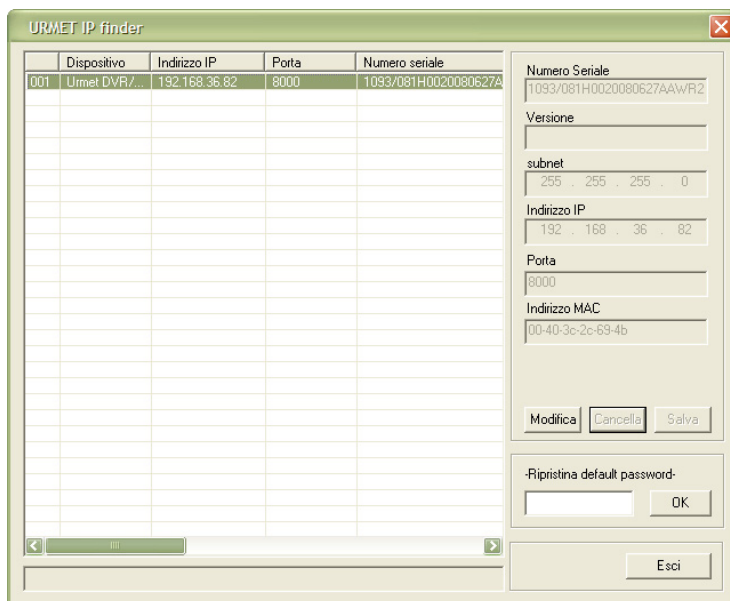 URMET IP finder
Dispositivo Indirizzo IP Porta Numero seriale
001 Urmet DVR/... 192.168.36.82 8000 1093/081H0020080627A
Numero Seriale
1093/081H0020080627AAWR2
Versione
subnet
255 . 255 . 255 . 0
Indirizzo IP
192 . 168 . 36 . 82
Porta
8000
Indirizzo MAC
00-40-3c-2c-69-4b
Modifica Cancella Salva
-Ripristina default password-
OK
Esci